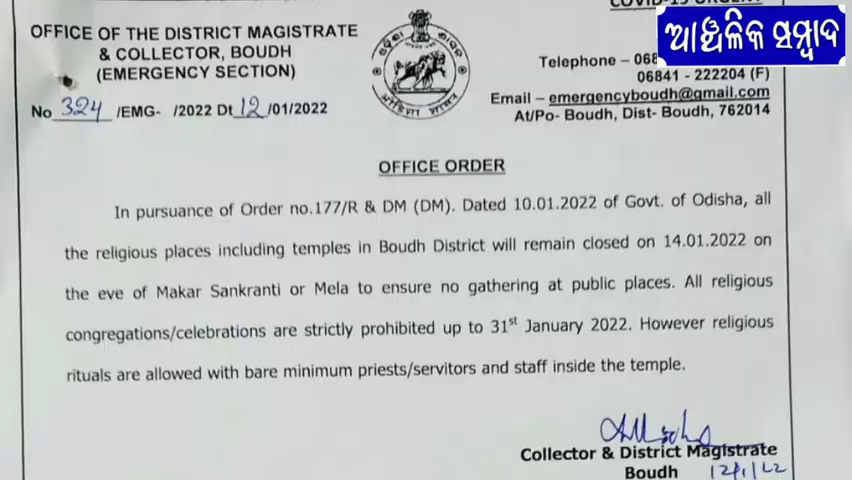 COVID-19 URGENT
OFFICE OF THE DISTRICT MAGISTRATE
& COLLECTOR, BOUDH
(EMERGENCY SECTION)
No 324 /EMG- /2022 Dt 12 /01/2022
ଆଞ୍ଚଳିକ ସମ୍ବାଦ
Telephone – 068
06841 - 222204 (F)
Email – emergencyboudh@gmail.com
At/Po- Boudh, Dist- Boudh, 762014
OFFICE ORDER
In pursuance of Order no.177/R & DM (DM). Dated 10.01.2022 of Govt. of Odisha, all
the religious places including temples in Boudh District will remain closed on 14.01.2022 on
the eve of Makar Sankranti or Mela to ensure no gathering at public places. All religious
congregations/celebrations are strictly prohibited up to 31st January 2022. However religious
rituals are allowed with bare minimum priests/servitors and staff inside the temple.
Collector & District Magistrate
Boudh 12/1/22